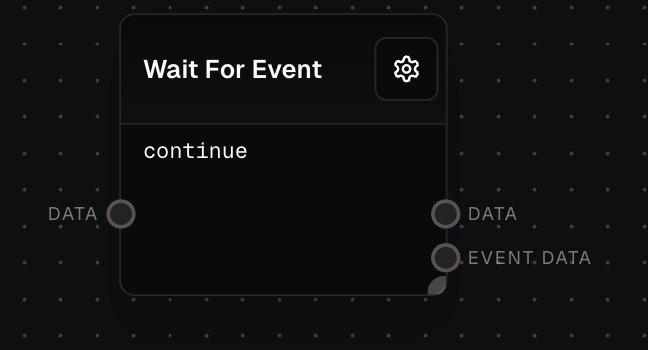 Wait For Event
continue
DATA
DATA
EVENT DATA